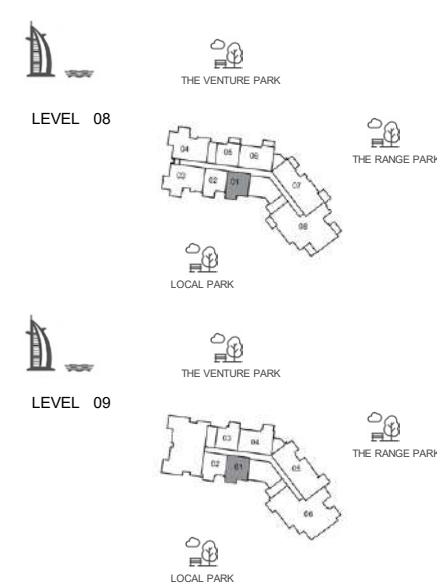 THE VENTURE PARK
LEVEL 08
THE RANGE PARK
04
05
06
03
02
01
07
08
LOCAL PARK
THE VENTURE PARK
LEVEL 09
THE RANGE PARK
03
04
02
01
05
06
LOCAL PARK